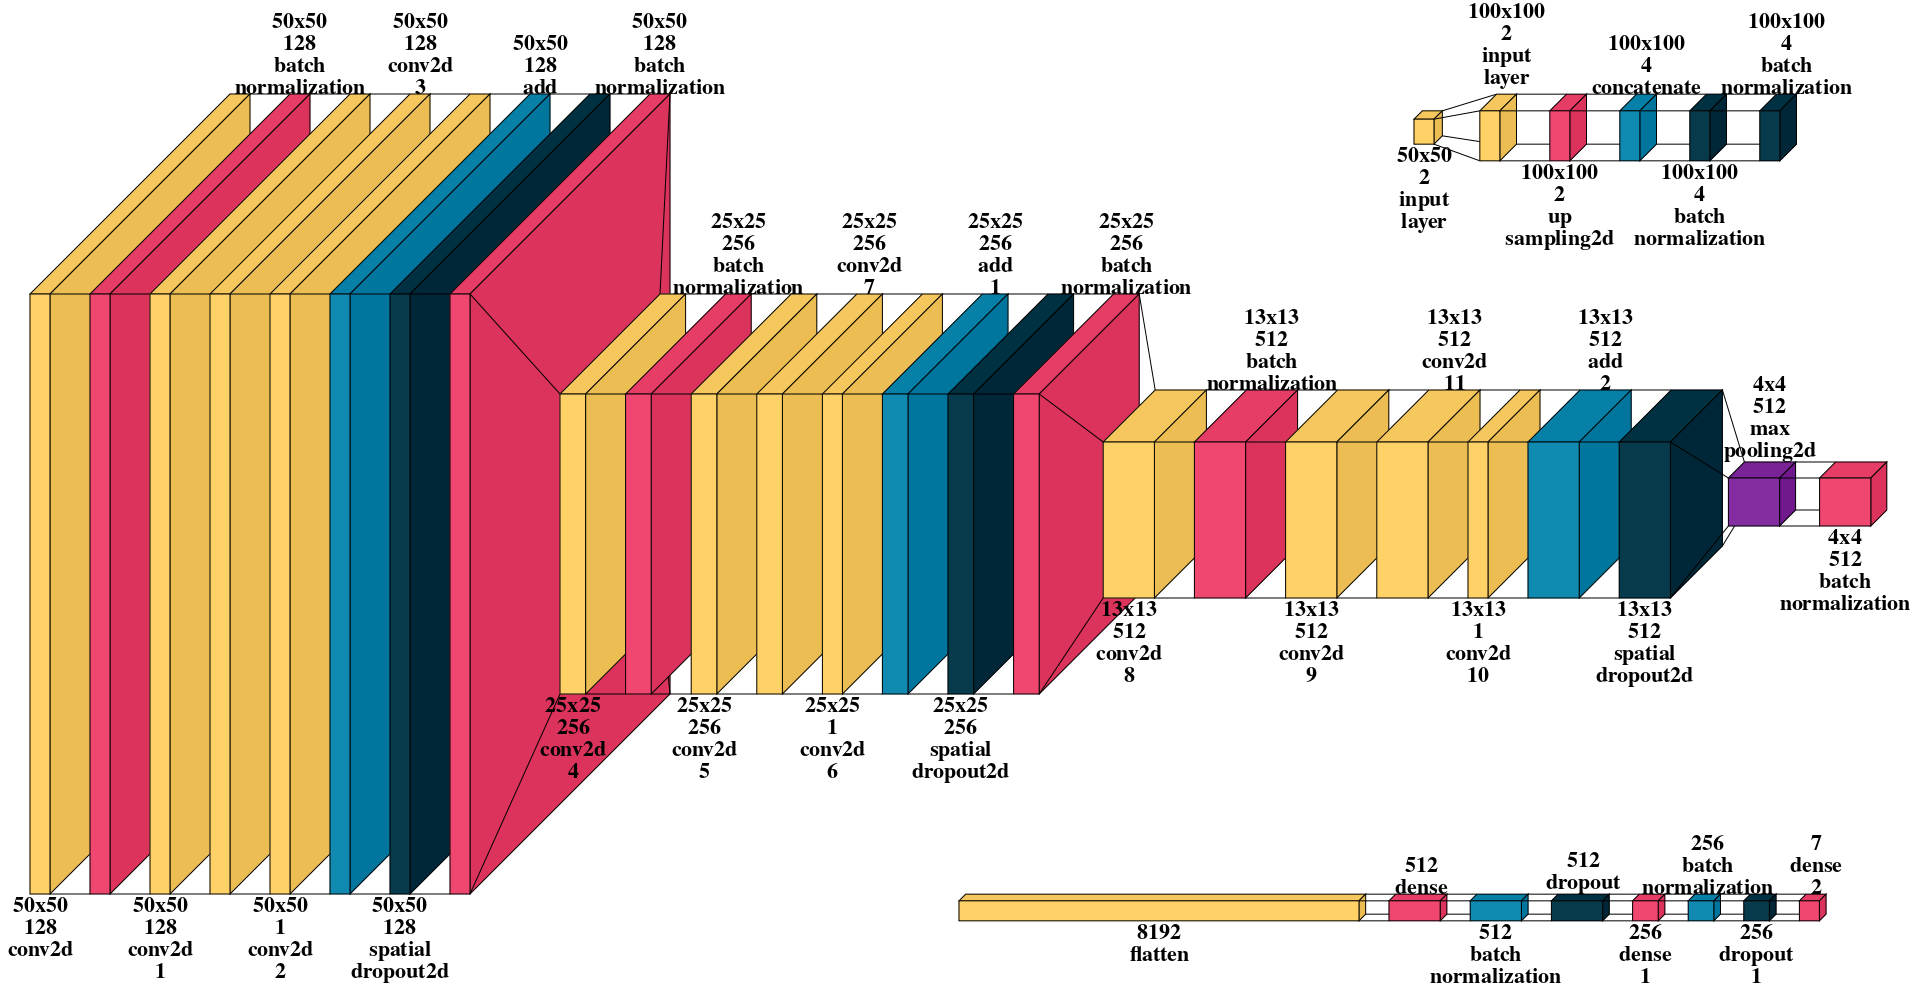 50x50
128
batch
normalization
50x50
128
conv2d
3
50x50
128
add
50x50
128
batch
normalization
50x50
128
conv2d
50x50
128
conv2d
1
50x50
1
conv2d
2
50x50
128
spatial
dropout2d
25x25
256
batch
normalization
25x25
256
conv2d
7
25x25
256
add
1
25x25
256
batch
normalization
25x25
256
conv2d
4
25x25
256
conv2d
5
25x25
1
conv2d
6
25x25
256
spatial
dropout2d
13x13
512
batch
normalization
13x13
512
conv2d
11
13x13
512
add
2
4x4
512
max
pooling2d
13x13
512
conv2d
8
13x13
512
conv2d
9
13x13
1
conv2d
10
13x13
512
spatial
dropout2d
4x4
512
batch
normalization
100x100
2
input
layer
100x100
4
concatenate
100x100
4
batch
normalization
50x50
2
input
layer
100x100
2
up
sampling2d
100x100
4
batch
normalization
512
dense
512
dropout
256
batch
normalization
7
dense
2
8192
flatten
512
batch
normalization
256
dense
1
256
dropout
1